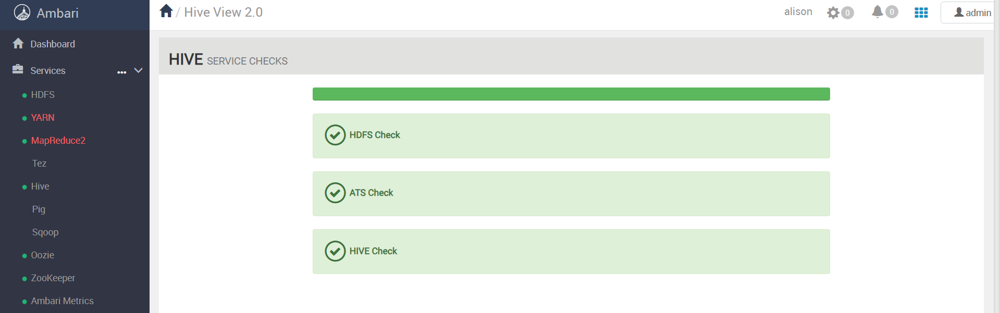 Ambari
/ Hive View 2.0
alison
0
0
admin
Dashboard
Services
HDFS
YARN
MapReduce2
Tez
Hive
Pig
Sqoop
Oozie
ZooKeeper
Ambari Metrics
HIVE SERVICE CHECKS
HDFS Check
ATS Check
HIVE Check